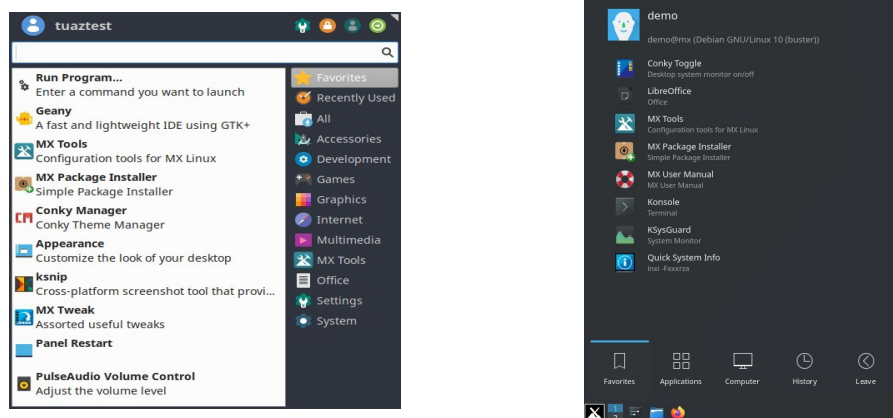 tuaztest
Run Program...
Enter a command you want to launch
Geany
A fast and lightweight IDE using GTK+
MX Tools
Configuration tools for MX Linux
MX Package Installer
Simple Package Installer
Conky Manager
Conky Theme Manager
Appearance
Customize the look of your desktop
ksnip
Cross-platform screenshot tool that provi...
MX Tweak
Assorted useful tweaks
Panel Restart
PulseAudio Volume Control
Adjust the volume level
Favorites
Recently Used
All
Accessories
Development
Games
Graphics
Internet
Multimedia
MX Tools
Office
Settings
System
demo
demo@mx (Debian GNU/Linux 10 (buster))
Conky Toggle
Desktop system monitor on/off
LibreOffice
Office
MX Tools
Configuration tools for MX Linux
MX Package Installer
Simple Package Installer
MX User Manual
MX User Manual
Konsole
Terminal
KSysGuard
System Monitor
Quick System Info
inxi -Fxxxrza
Favorites Applications Computer History Leave
1
2